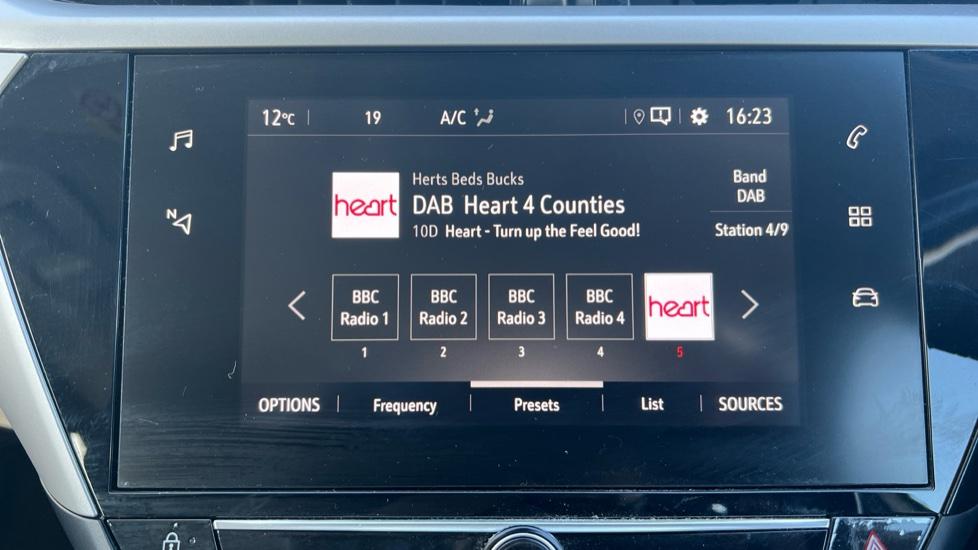 12°C 19 A/C 16:23
N
heart
Herts Beds Bucks
DAB Heart 4 Counties
10D Heart - Turn up the Feel Good!
Band
DAB
Station 4/9
BBC Radio 1
BBC Radio 2
BBC Radio 3
BBC Radio 4
heart
1 2 3 4 5
OPTIONS Frequency Presets List SOURCES